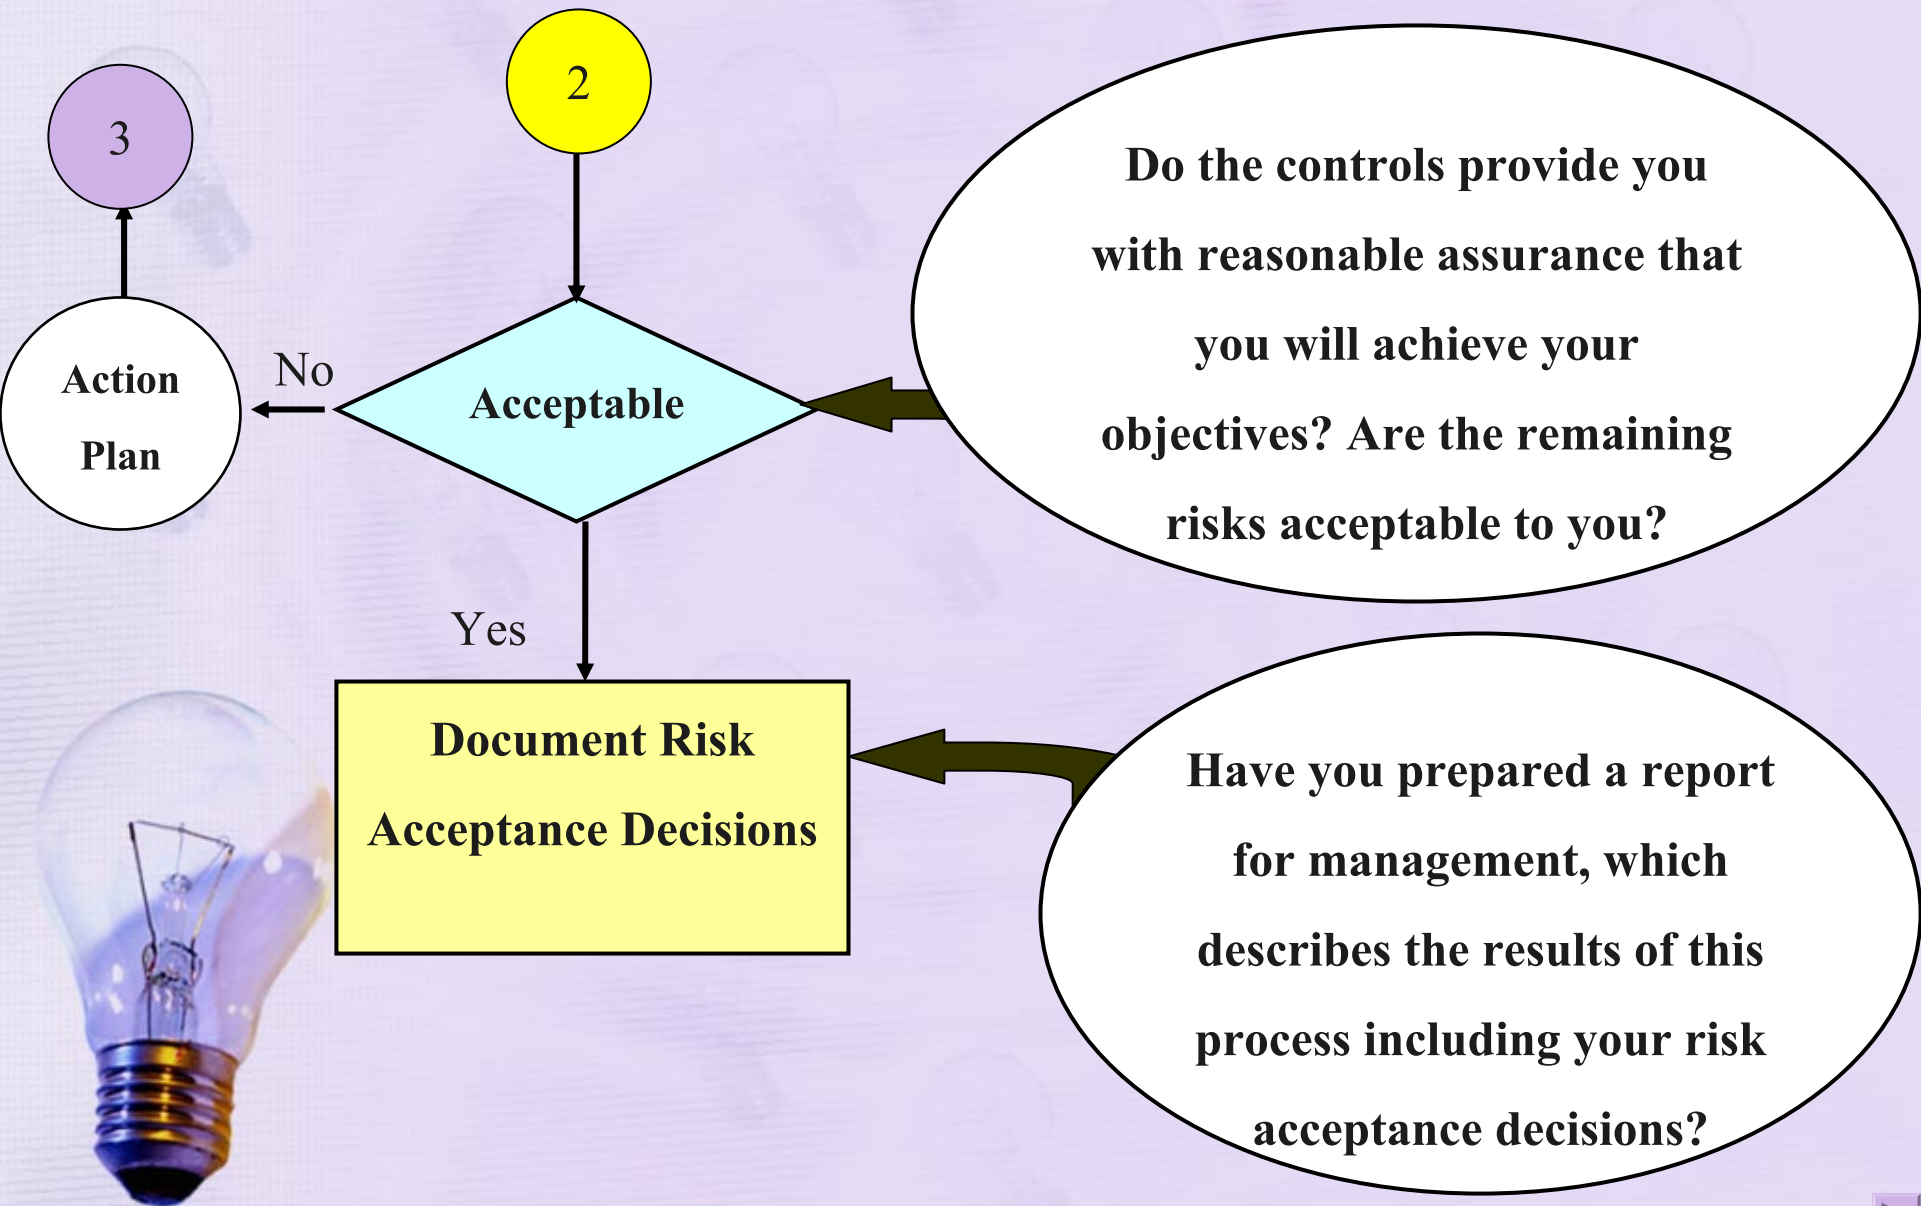 2
3
Do the controls provide you
with reasonable assurance that
you will achieve your
objectives? Are the remaining
risks acceptable to you?
No
Action
Plan
Acceptable
Yes
Document Risk
Acceptance Decisions
Have you prepared a report
for management, which
describes the results of this
process including your risk
acceptance decisions?